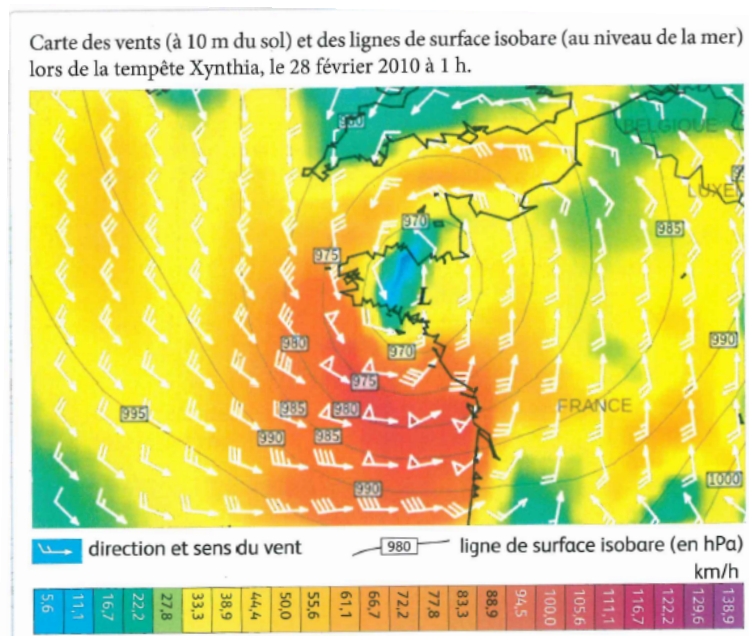 Carte des vents (à 10 m du sol) et des lignes de surface isobare (au niveau de la mer)
lors de la tempête Xynthia, le 28 février 2010 à 1 h.
980
BELGIQUE
LUXE
970
985
975
L
980
990
970
975
995
985
980
FRANCE
990
985
1000
990
direction et sens du vent
980
ligne de surface isobare (en hPa)
km/h
5,6 11,1 16,7 22,2 27,8 33,3 38,9 44,4 50,0 55,6 61,1 66,7 72,2 77,8 83,3 88,9 94,5 100,0 105,6 111,1 116,7 122,2 129,6 138,9